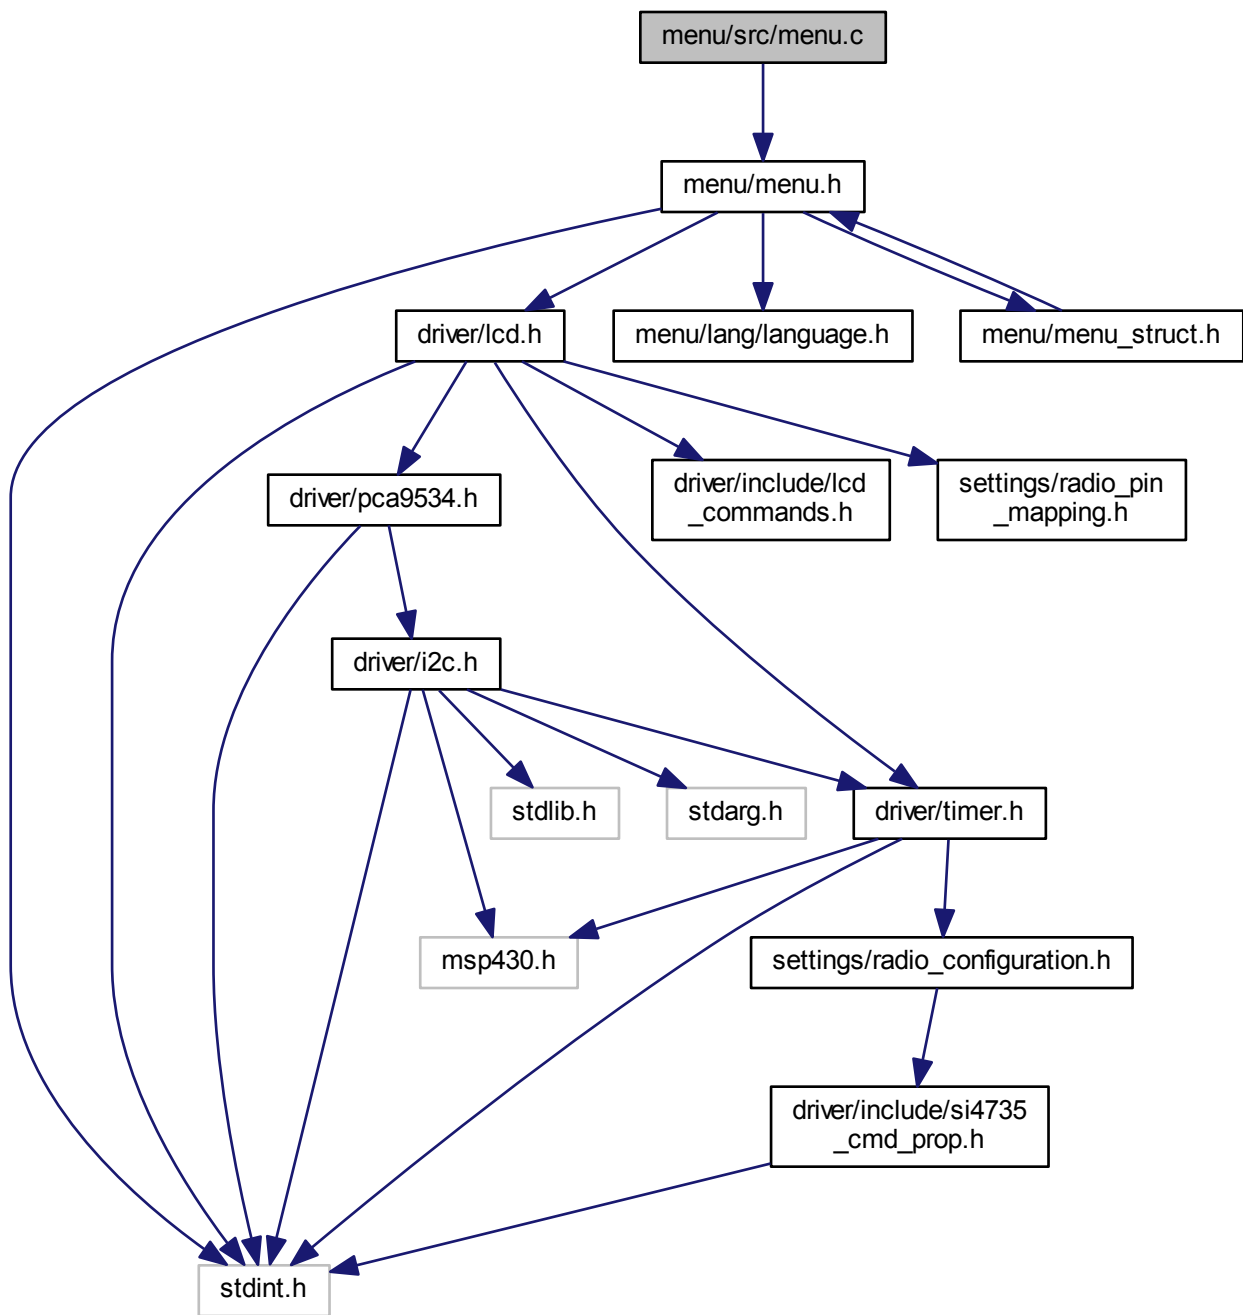 menu/src/menu.c
menu/menu.h
driver/lcd.h
menu/lang/language.h
menu/menu_struct.h
driver/pca9534.h
driver/include/lcd
_commands.h
settings/radio_pin
_mapping.h
driver/i2c.h
stdlib.h
stdarg.h
driver/timer.h
msp430.h
settings/radio_configuration.h
driver/include/si4735
_cmd_prop.h
stdint.h